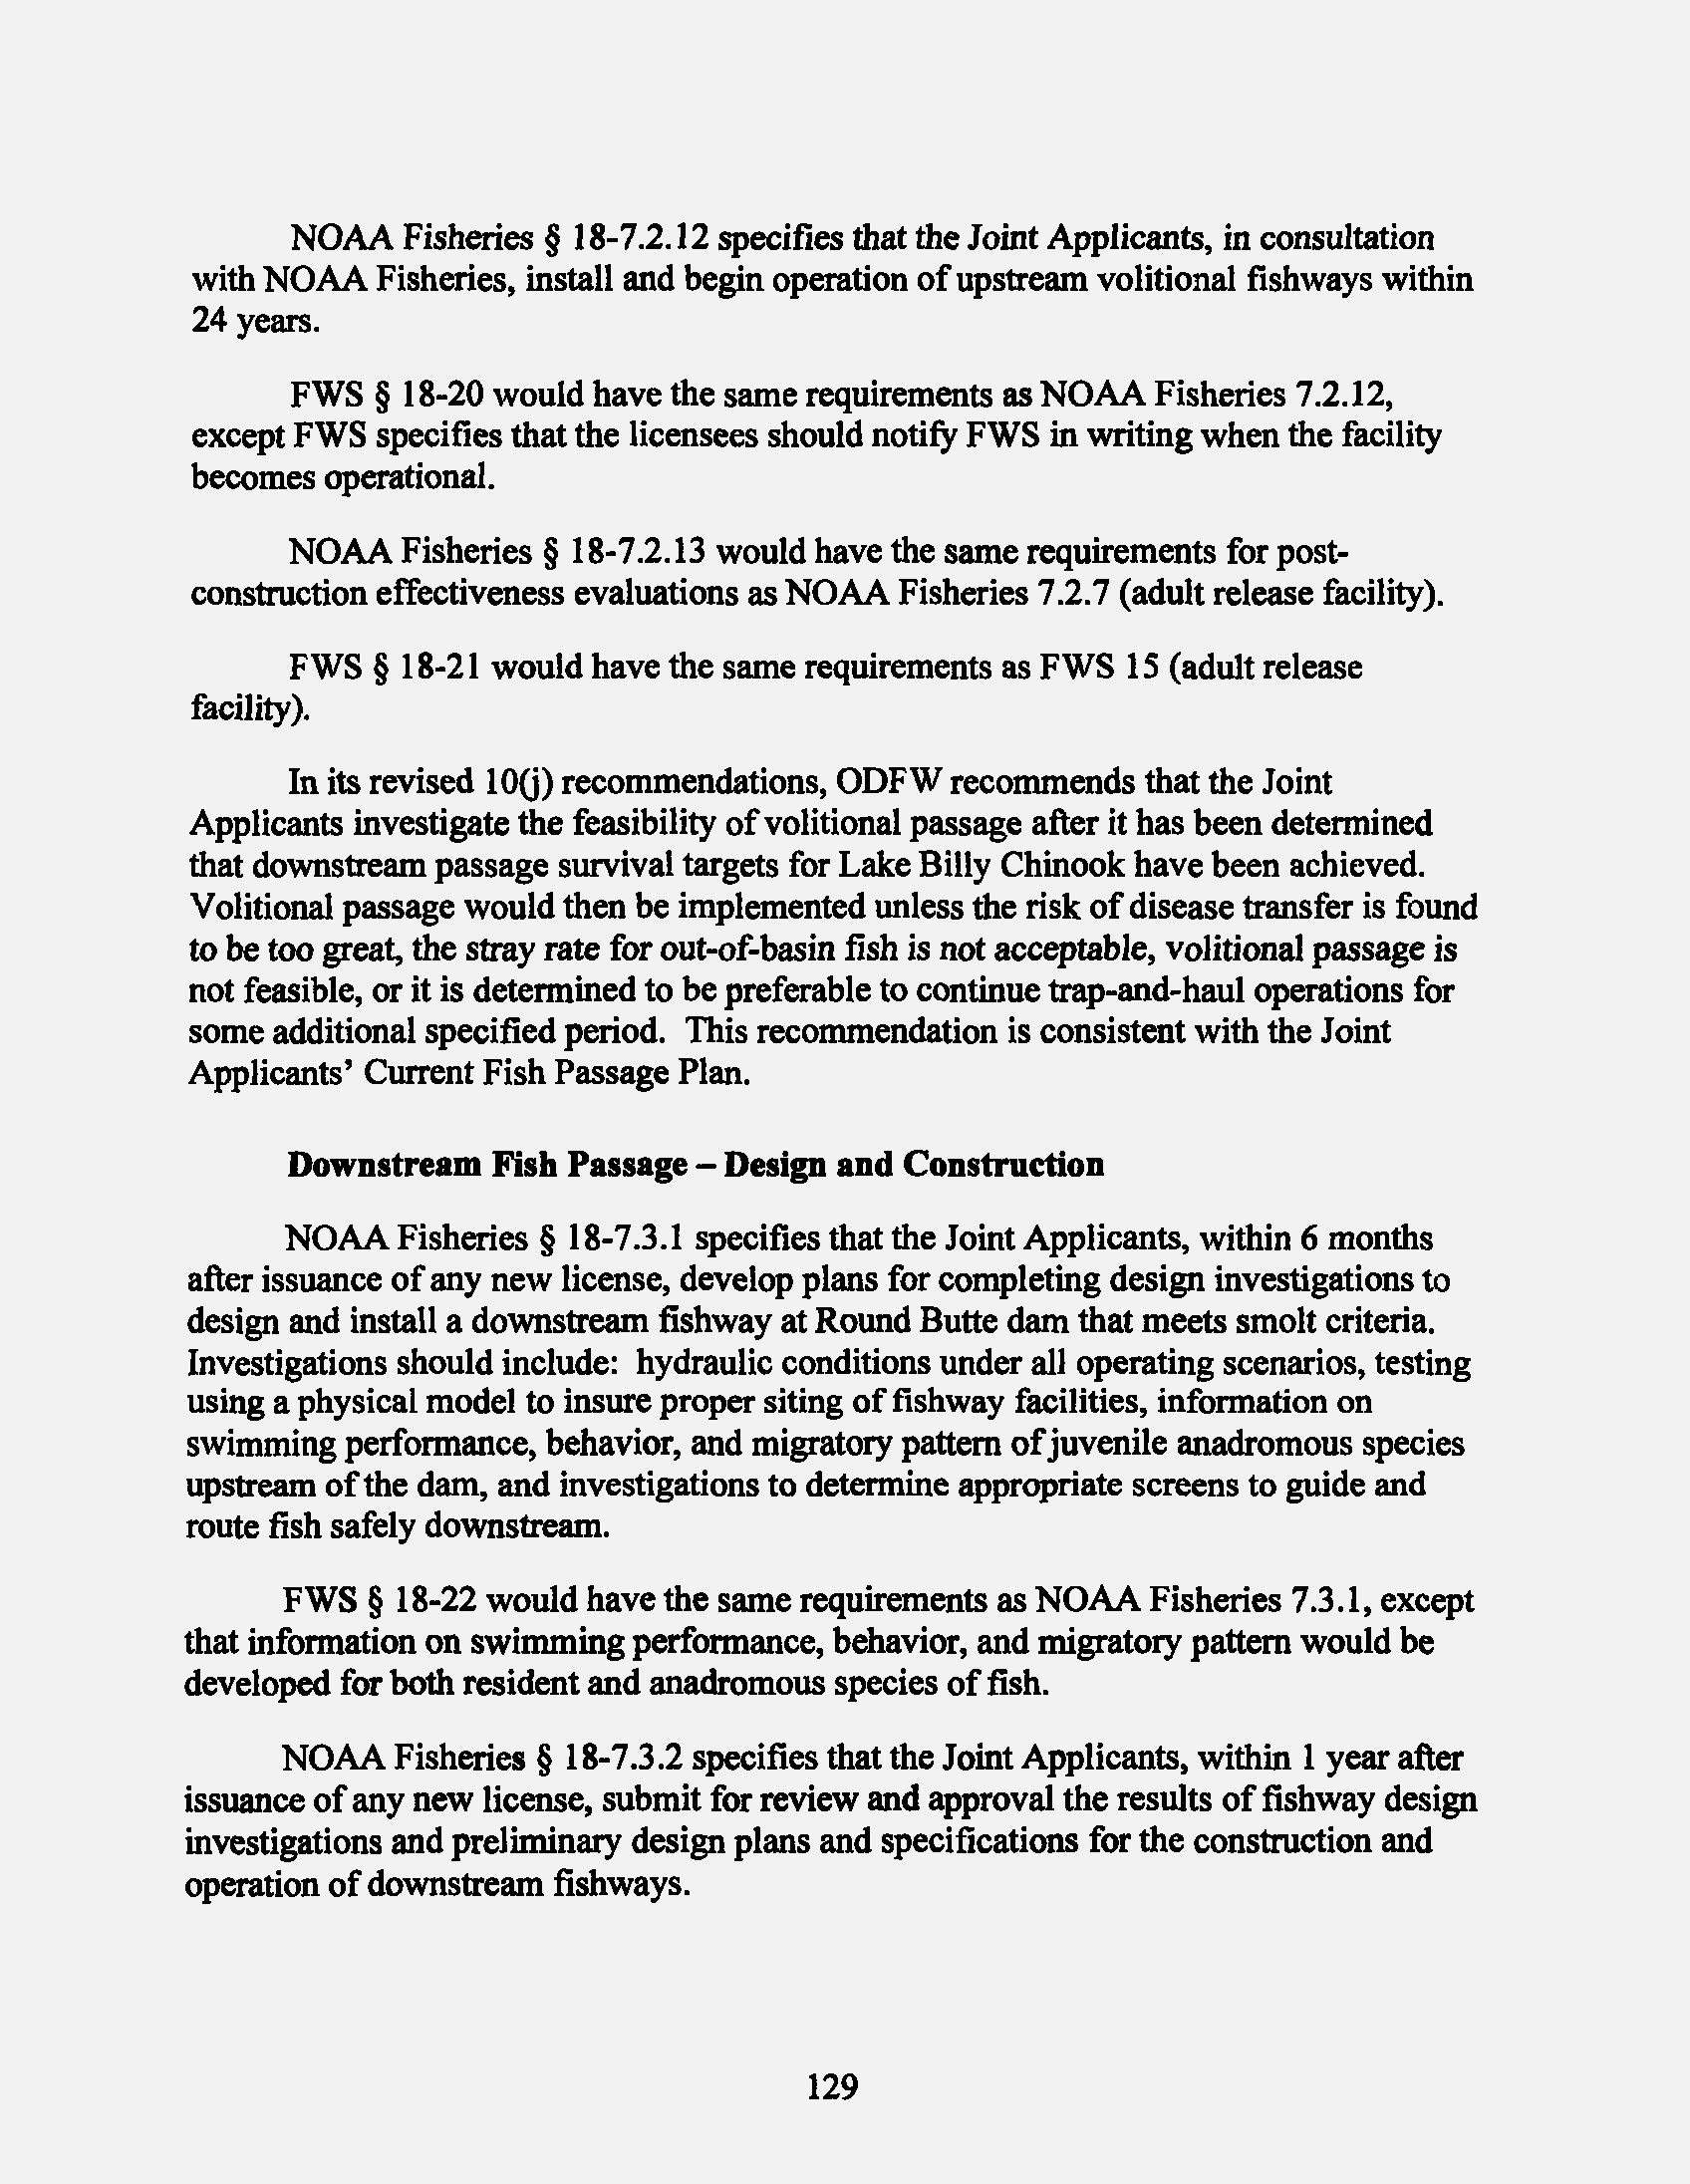 NOAA Fisheries § 18-7.2.12 specifies that the Joint Applicants, in consultation
with NOAA Fisheries, install and begin operation of upstream volitional fishways within
24 years.
FWS § 18-20 would have the same requirements as NOAA Fisheries 7.2.12,
except FWS specifies that the licensees should notify FWS in writing when the facility
becomes operational.
NOAA Fisheries § 18-7.2.13 would have the same requirements for post-
construction effectiveness evaluations as NOAA Fisheries 7.2.7 (adult release facility).
FWS § 18-21 would have the same requirements as FWS 15 (adult release
facility).
In its revised 10(j) recommendations, ODFW recommends that the Joint
Applicants investigate the feasibility of volitional passage after it has been determined
that downstream passage survival targets for Lake Billy Chinook have been achieved.
Volitional passage would then be implemented unless the risk of disease transfer is found
to be too great, the stray rate for out-of-basin fish is not acceptable, volitional passage is
not feasible, or it is determined to be preferable to continue trap-and-haul operations for
some additional specified period. This recommendation is consistent with the Joint
Applicants' Current Fish Passage Plan.
Downstream Fish Passage – Design and Construction
NOAA Fisheries § 18-7.3.1 specifies that the Joint Applicants, within 6 months
after issuance of any new license, develop plans for completing design investigations to
design and install a downstream fishway at Round Butte dam that meets smolt criteria.
Investigations should include: hydraulic conditions under all operating scenarios, testing
using a physical model to insure proper siting of fishway facilities, information on
swimming performance, behavior, and migratory pattern of juvenile anadromous species
upstream of the dam, and investigations to determine appropriate screens to guide and
route fish safely downstream.
FWS § 18-22 would have the same requirements as NOAA Fisheries 7.3.1, except
that information on swimming performance, behavior, and migratory pattern would be
developed for both resident and anadromous species of fish.
NOAA Fisheries § 18-7.3.2 specifies that the Joint Applicants, within 1 year after
issuance of any new license, submit for review and approval the results of fishway design
investigations and preliminary design plans and specifications for the construction and
operation of downstream fishways.
129